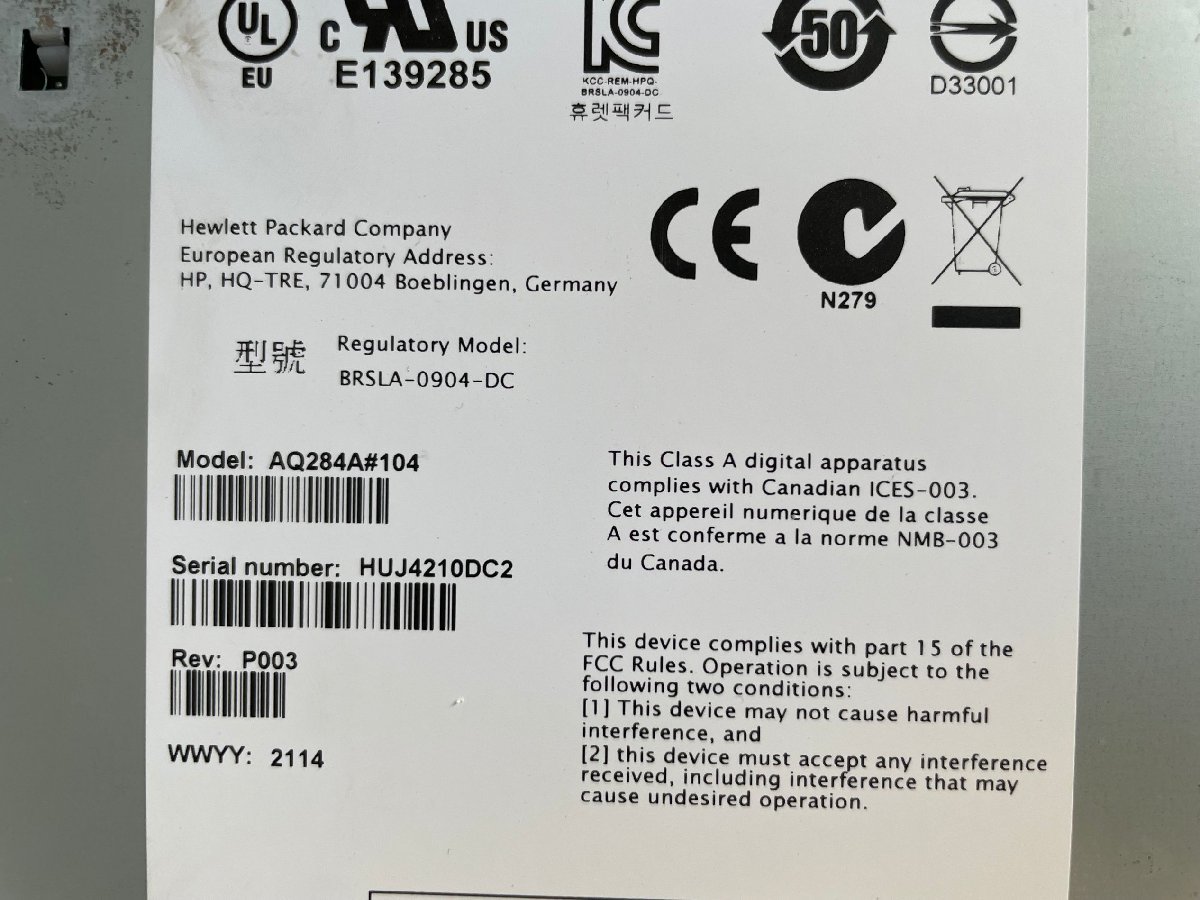 UL
EU
C
US
E139285
KC
KCC-REM-HPQ-
BRSLA-0904-DC
휴렛팩커드
50
D33001
Hewlett Packard Company
European Regulatory Address:
HP, HQ-TRE, 71004 Boeblingen, Germany
CE
N279
型號
Regulatory Model:
BRSLA-0904-DC
Model: AQ284A#104
Serial number: HUJ4210DC2
Rev: P003
WWYY: 2114
This Class A digital apparatus
complies with Canadian ICES-003.
Cet appereil numerique de la classe
A est conferme a la norme NMB-003
du Canada.
This device complies with part 15 of the
FCC Rules. Operation is subject to the
following two conditions:
[1] This device may not cause harmful
interference, and
[2] this device must accept any interference
received, including interference that may
cause undesired operation.